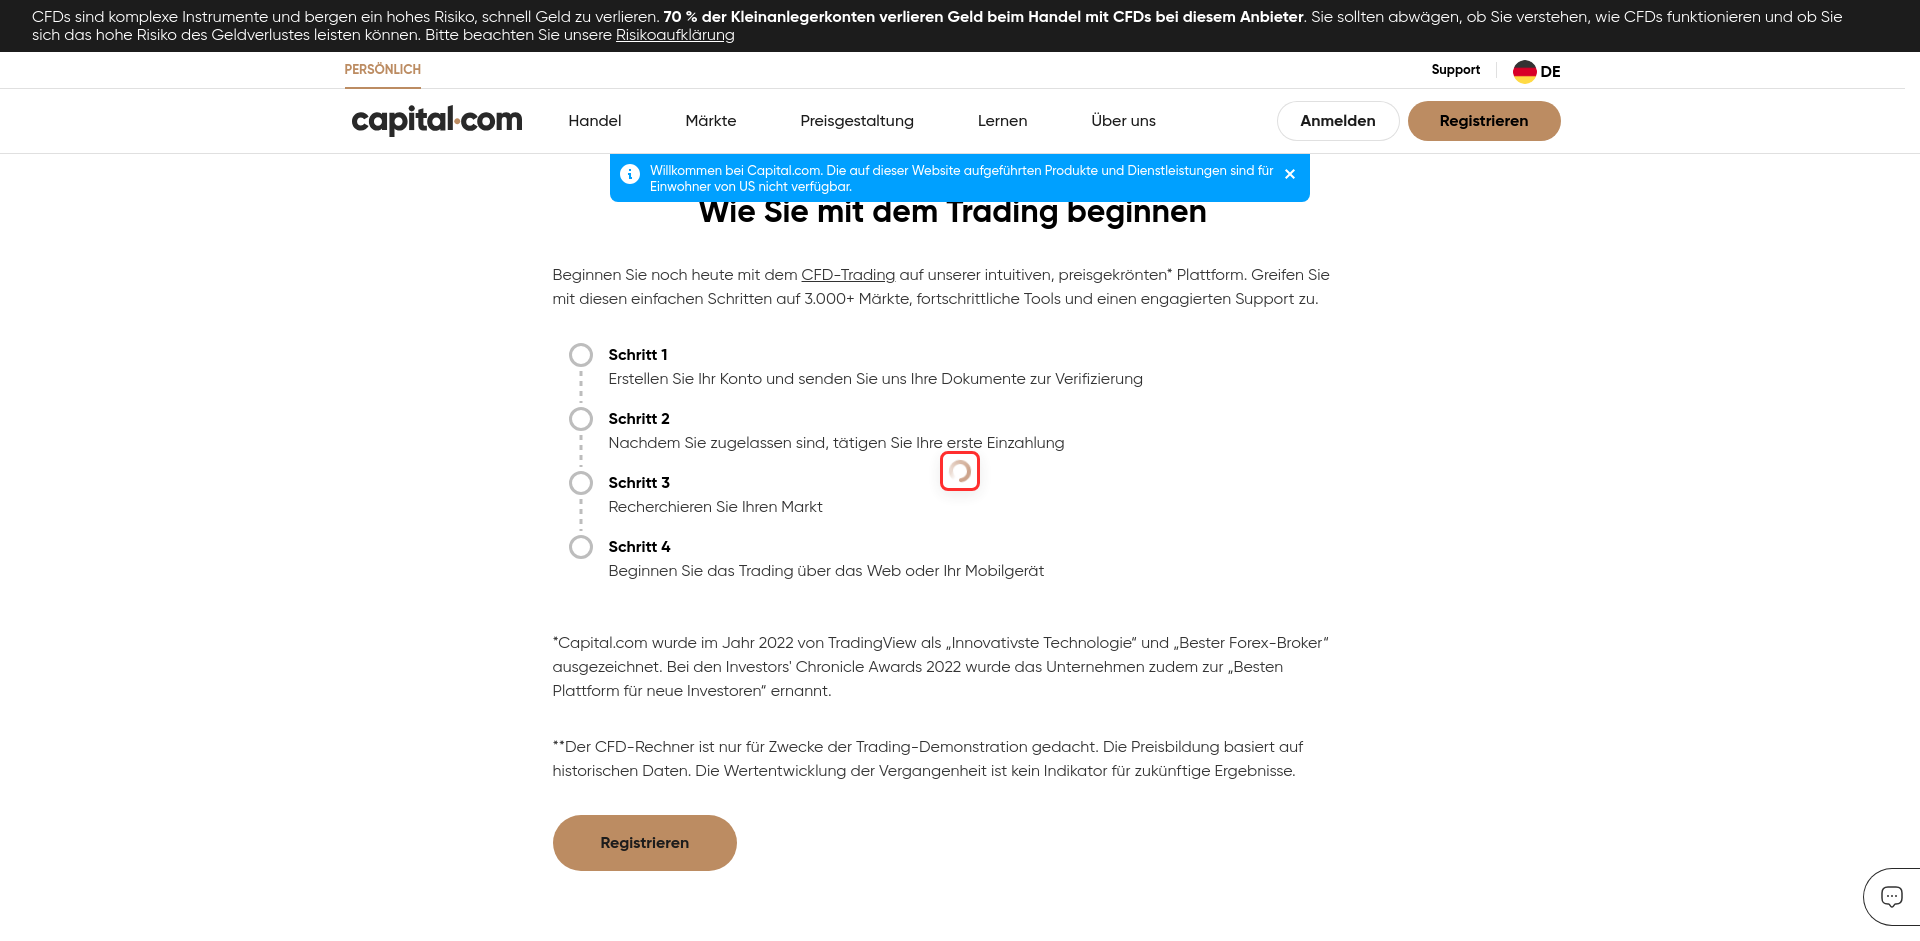 CFDs sind komplexe Instrumente und bergen ein hohes Risiko, schnell Geld zu verlieren. 70 % der Kleinanlegerkonten verlieren Geld beim Handel mit CFDs bei diesem Anbieter. Sie sollten abwägen, ob Sie verstehen, wie CFDs funktionieren und ob Sie
sich das hohe Risiko des Geldverlustes leisten können. Bitte beachten Sie unsere Risikoaufklärung
PERSÖNLICH
Support
DE
capital.com
Handel
Märkte
Preisgestaltung
Lernen
Über uns
Anmelden
Registrieren
Willkommen bei Capital.com. Die auf dieser Website aufgeführten Produkte und Dienstleistungen sind für
Einwohner von US nicht verfügbar.
Wie Sie mit dem Trading beginnen
Beginnen Sie noch heute mit dem CFD-Trading auf unserer intuitiven, preisgekrönten* Plattform. Greifen Sie
mit diesen einfachen Schritten auf 3.000+ Märkte, fortschrittliche Tools und einen engagierten Support zu.
Schritt 1
Erstellen Sie Ihr Konto und senden Sie uns Ihre Dokumente zur Verifizierung
Schritt 2
Nachdem Sie zugelassen sind, tätigen Sie Ihre erste Einzahlung
Schritt 3
Recherchieren Sie Ihren Markt
Schritt 4
Beginnen Sie das Trading über das Web oder Ihr Mobilgerät
*Capital.com wurde im Jahr 2022 von TradingView als „Innovativste Technologie“ und „Bester Forex-Broker“
ausgezeichnet. Bei den Investors' Chronicle Awards 2022 wurde das Unternehmen zudem zur „Besten
Plattform für neue Investoren“ ernannt.
**Der CFD-Rechner ist nur für Zwecke der Trading-Demonstration gedacht. Die Preisbildung basiert auf
historischen Daten. Die Wertentwicklung der Vergangenheit ist kein Indikator für zukünftige Ergebnisse.
Registrieren